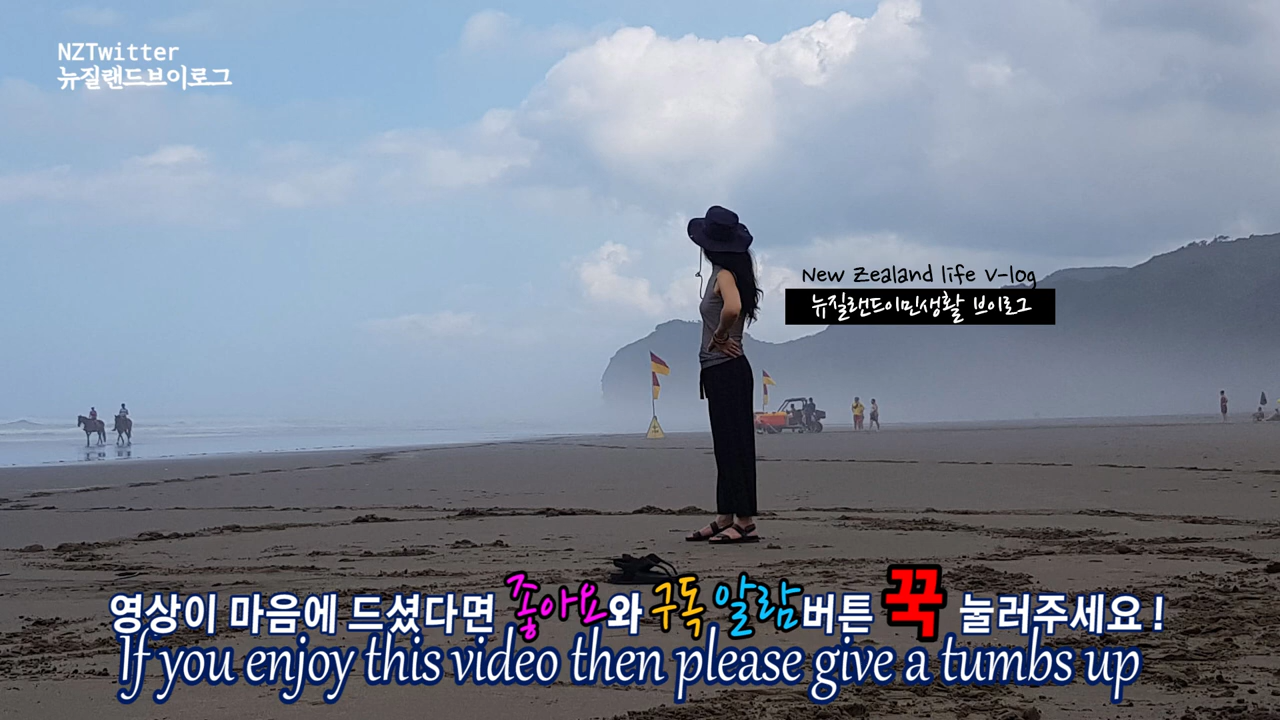 NZTwitter
뉴질랜드브이로그
New Zealand life V-log
뉴질랜드이민생활 브이로그
영상이 마음에 드셨다면 좋아요와 구독 알람버튼 꾹 눌러주세요 !
If you enjoy this video then please give a tumbs up